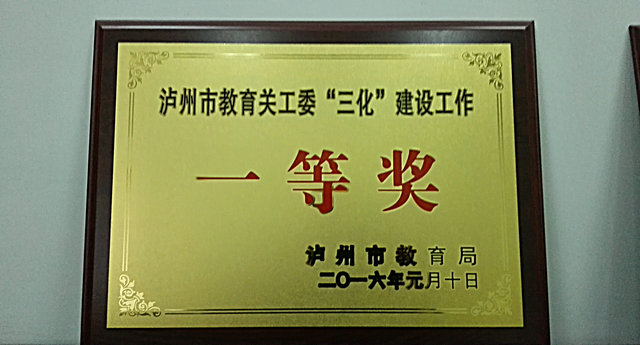 泸州市教育关工委“三化”建设工作
一等奖
泸州市教育局
二〇一六年元月十日